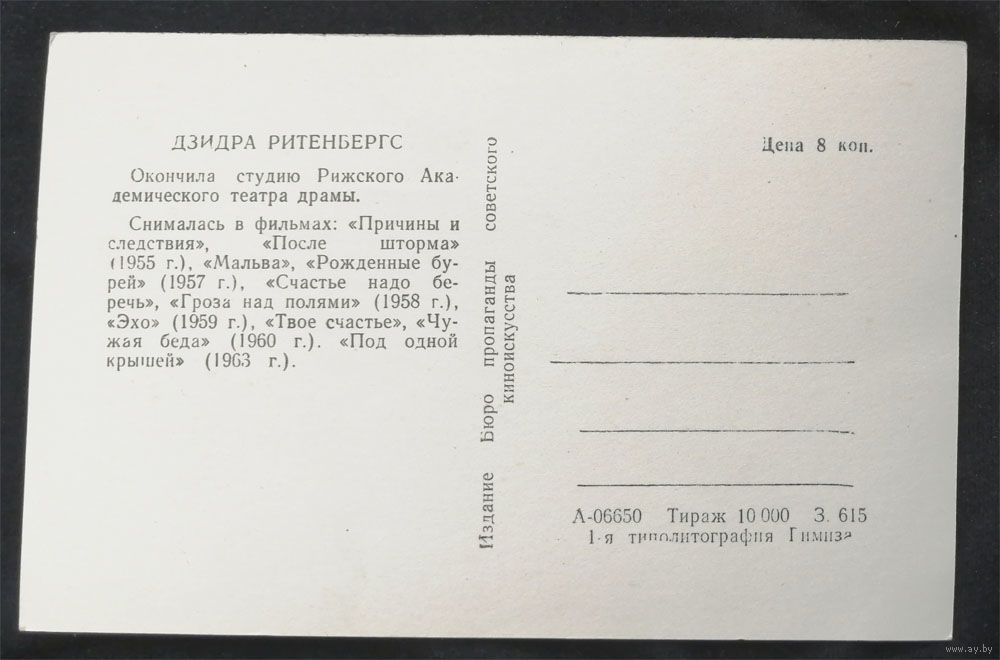 ДЗИДРА РИТЕНБЕРГС
Окончила студию Рижского Ака-
демического театра драмы.
Снималась в фильмах: «Причины и
следствия», «После шторма»
(1955 г.), «Мальва», «Рожденные бу-
рей» (1957 г.), «Счастье надо бе-
речь», «Гроза над полями» (1958 г.),
«Эхо» (1959 г.), «Твое счастье», «Чу-
жая беда» (1960 г.). «Под одной
крышей» (1963 г.).
Издание Бюро пропаганды советского
киноискусства
Цена 8 коп.
А-06650 Тираж 10 000 З. 615
1-я типолитография Гимиза
www.ay.by